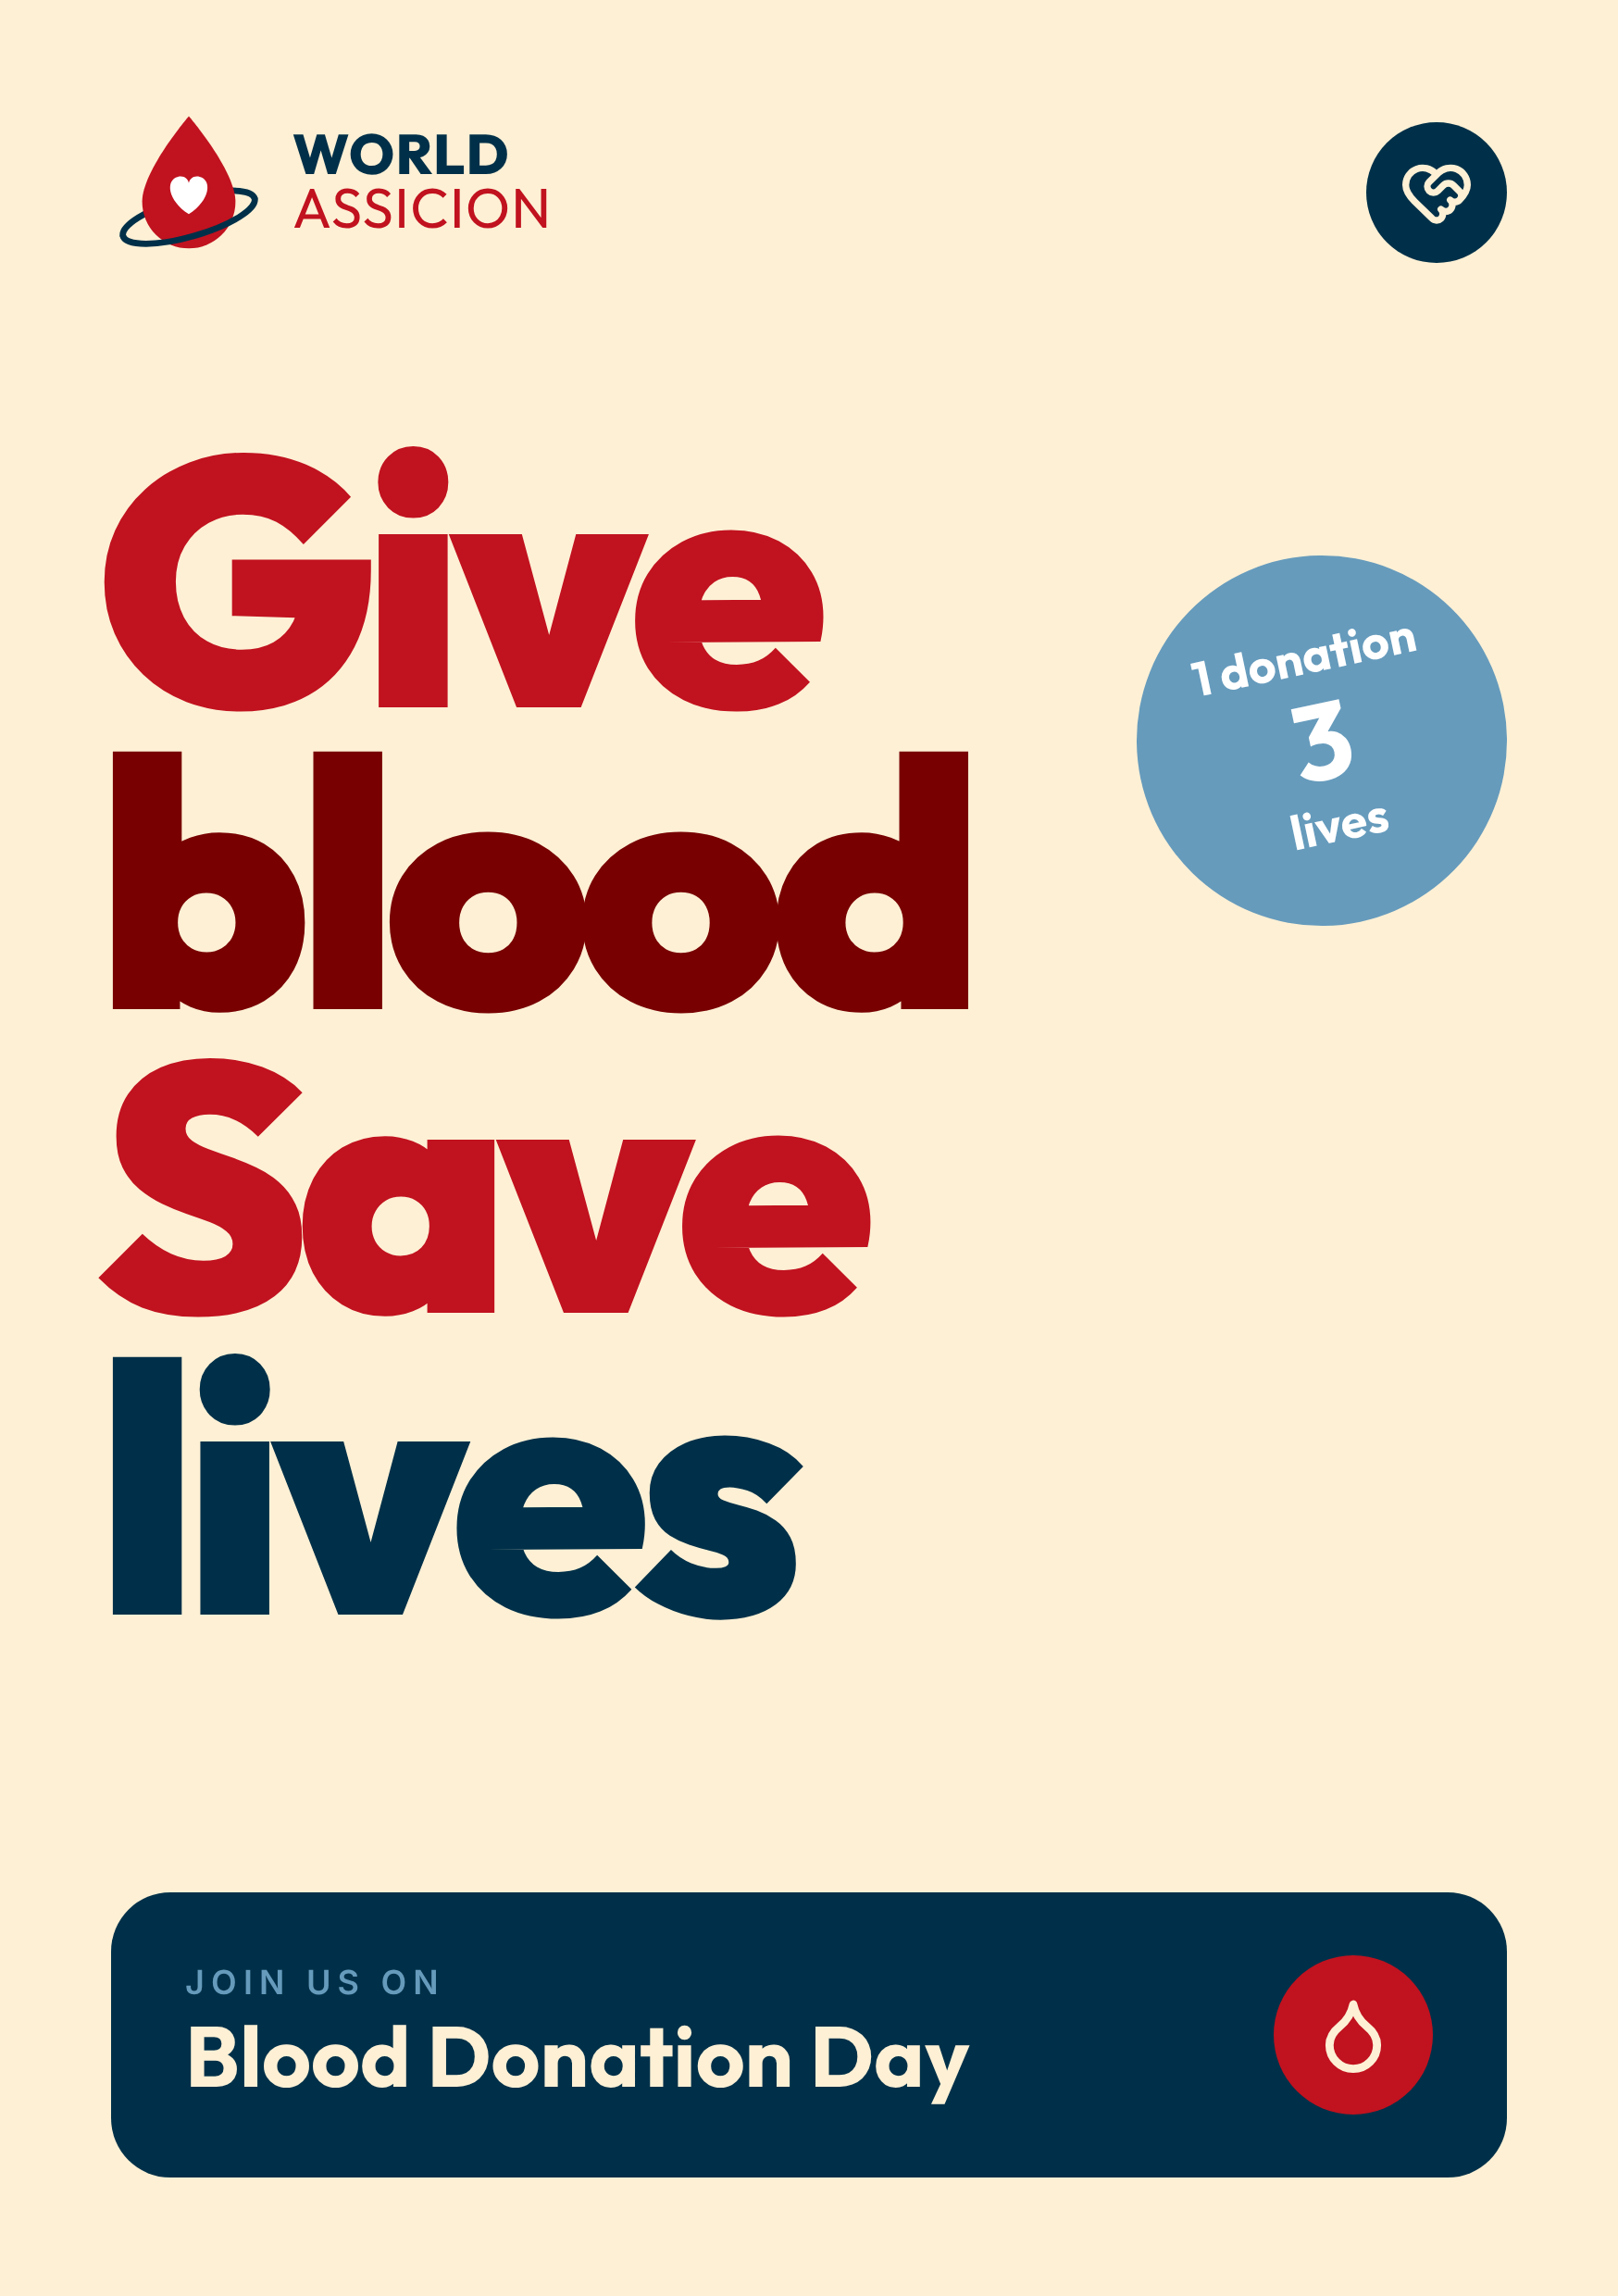 WORLD
ASSICION
Give
blood
Save
lives
1 donation
3
lives
JOIN US ON
Blood Donation Day